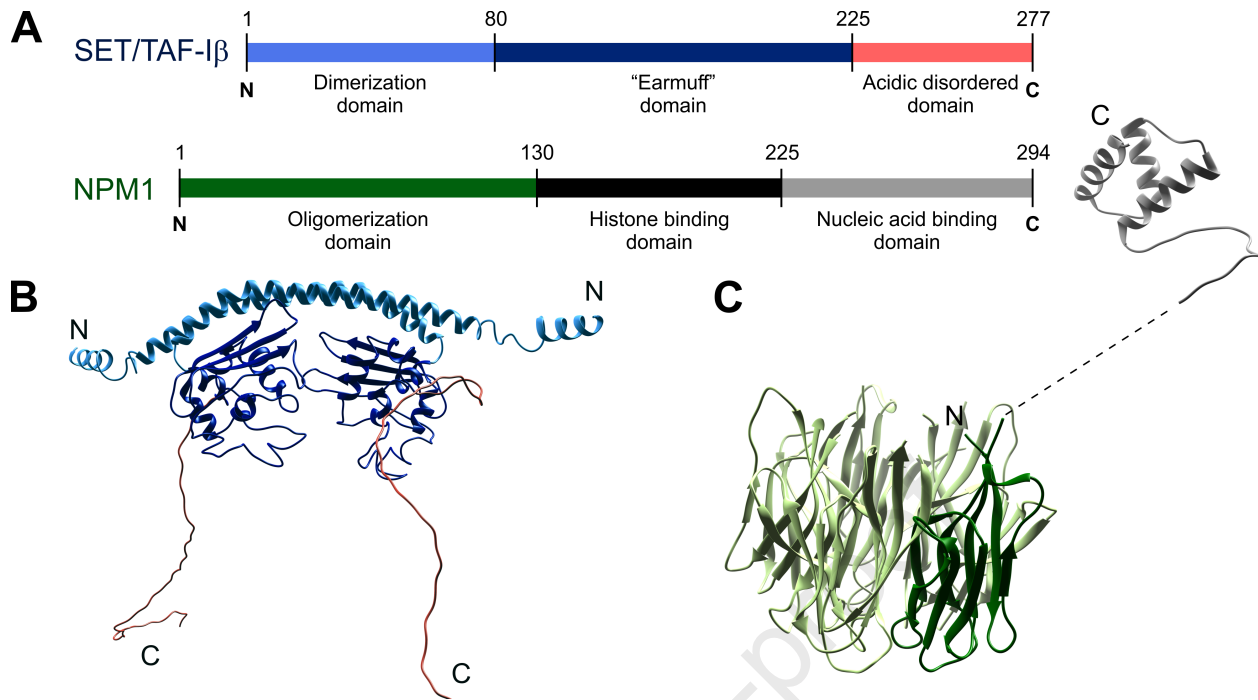 A
1 80 225 277
SET/TAF-Iβ
Dimerization
domain
"Earmuff"
domain
Acidic disordered
domain
N C
1 130 225 294
NPM1
Oligomerization
domain
Histone binding
domain
Nucleic acid binding
domain
N C
C
B
N
N
C
C
C
N